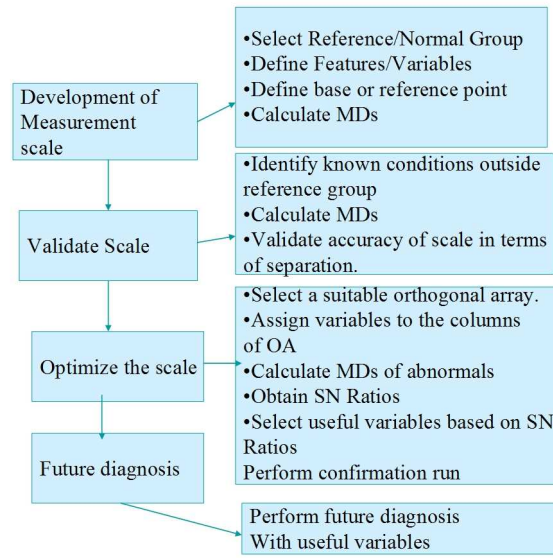 Development of
Measurement
scale
•Select Reference/Normal Group
•Define Features/Variables
•Define base or reference point
•Calculate MDs
Validate Scale
•Identify known conditions outside
reference group
•Calculate MDs
•Validate accuracy of scale in terms
of separation.
Optimize the scale
•Select a suitable orthogonal array.
•Assign variables to the columns
of OA
•Calculate MDs of abnormals
•Obtain SN Ratios
•Select useful variables based on SN
Ratios
Perform confirmation run
Future diagnosis
Perform future diagnosis
With useful variables